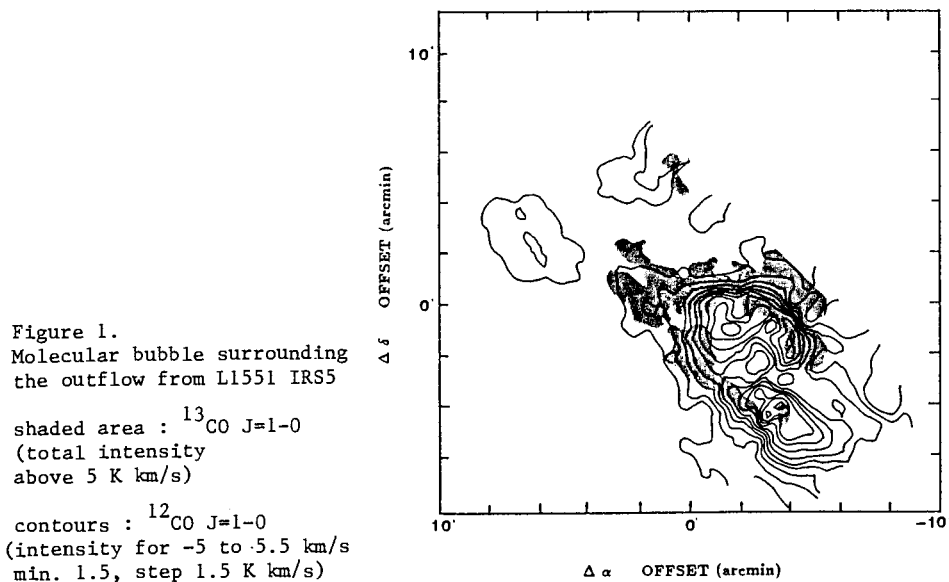 Figure 1.
Molecular bubble surrounding
the outflow from L1551 IRS5
shaded area : ¹³CO J=1-0
(total intensity
above 5 K km/s)
contours : ¹²CO J=1-0
(intensity for -5 to 5.5 km/s
min. 1.5, step 1.5 K km/s)
10'
0'
Δ δ OFFSET (arcmin)
10' 0' -10
Δ α OFFSET (arcmin)